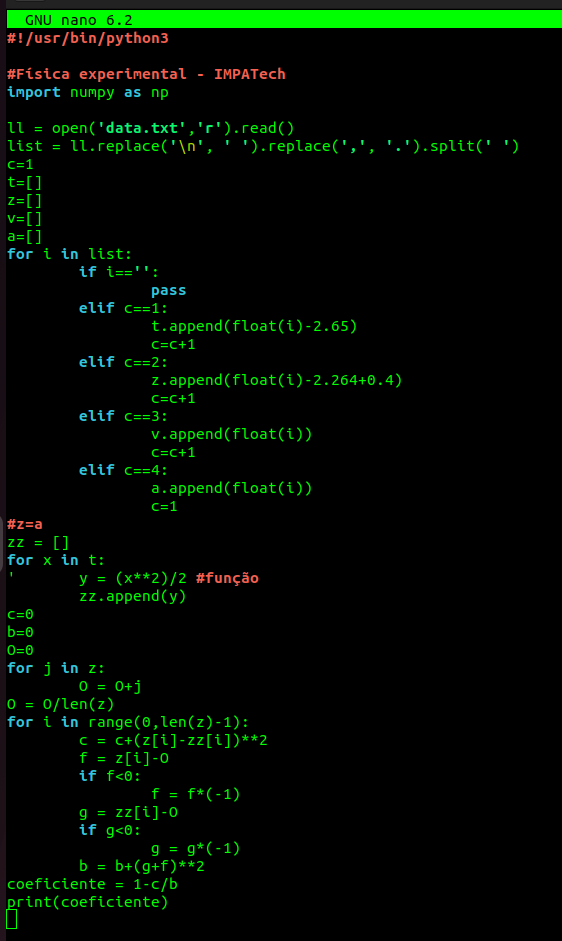 GNU nano 6.2
#!/usr/bin/python3
#Física experimental - IMPATech
import numpy as np
ll = open('data.txt','r').read()
list = ll.replace('\n', ' ').replace(',', '.').split(' ')
c=1
t=[]
z=[]
v=[]
a=[]
for i in list:
        if i=='':
                pass
        elif c==1:
                t.append(float(i)-2.65)
                c=c+1
        elif c==2:
                z.append(float(i)-2.264+0.4)
                c=c+1
        elif c==3:
                v.append(float(i))
                c=c+1
        elif c==4:
                a.append(float(i))
                c=1
#z=a
zz = []
for x in t:
'       y = (x**2)/2 #função
        zz.append(y)
c=0
b=0
O=0
for j in z:
        O = O+j
O = O/len(z)
for i in range(0,len(z)-1):
        c = c+(z[i]-zz[i])**2
        f = z[i]-O
        if f<0:
                f = f*(-1)
        g = zz[i]-O
        if g<0:
                g = g*(-1)
        b = b+(g+f)**2
coeficiente = 1-c/b
print(coeficiente)